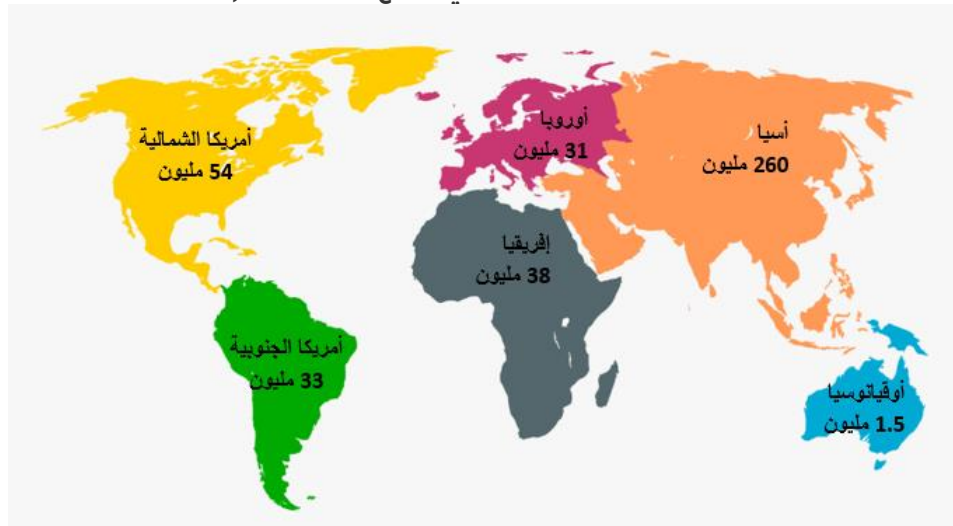 أمريكا الشمالية
54 مليون
أوروبا
31 مليون
أسيا
260 مليون
إفريقيا
38 مليون
أمريكا الجنوبية
33 مليون
أوقيانوسيا
1.5 مليون